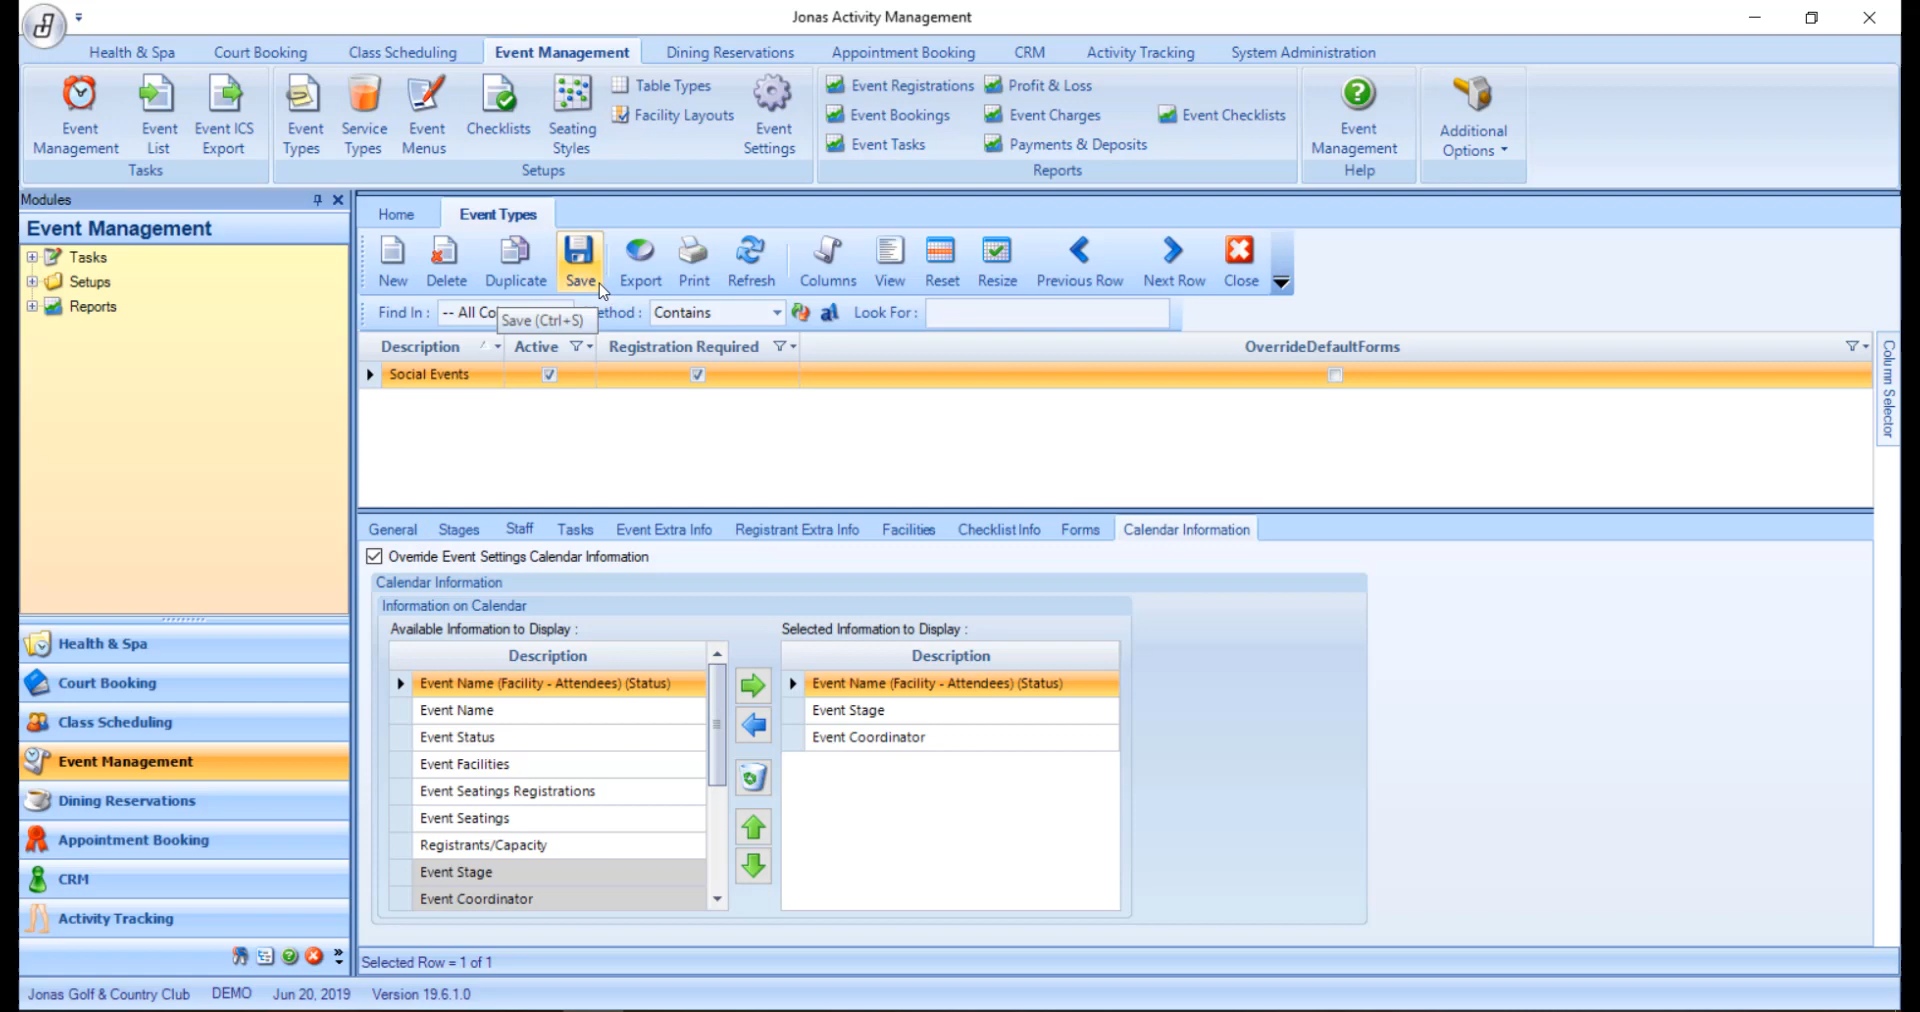 Jonas Activity Management
Health & Spa Court Booking Class Scheduling Event Management Dining Reservations Appointment Booking CRM Activity Tracking System Administration
Event Management
Event List
Event ICS Export
Tasks
Event Types
Service Types
Event Menus
Checklists
Seating Styles
Table Types
Facility Layouts
Event Settings
Setups
Event Registrations
Event Bookings
Event Tasks
Profit & Loss
Event Charges
Payments & Deposits
Event Checklists
Reports
Event Management
Help
Additional Options
Modules
Event Management
Tasks
Setups
Reports
Health & Spa
Court Booking
Class Scheduling
Event Management
Dining Reservations
Appointment Booking
CRM
Activity Tracking
Home Event Types
New Delete Duplicate Save Export Print Refresh Columns View Reset Resize Previous Row Next Row Close
Find In : -- All Co ethod : Contains Look For :
Save (Ctrl+S)
Description Active Registration Required OverrideDefaultForms
Social Events
Column Selector
General Stages Staff Tasks Event Extra Info Registrant Extra Info Facilities Checklist Info Forms Calendar Information
Override Event Settings Calendar Information
Calendar Information
Information on Calendar
Available Information to Display :
Description
Event Name (Facility - Attendees) (Status)
Event Name
Event Status
Event Facilities
Event Seatings Registrations
Event Seatings
Registrants/Capacity
Event Stage
Event Coordinator
Selected Information to Display :
Description
Event Name (Facility - Attendees) (Status)
Event Stage
Event Coordinator
Selected Row = 1 of 1
Jonas Golf & Country Club DEMO Jun 20, 2019 Version 19.6.1.0